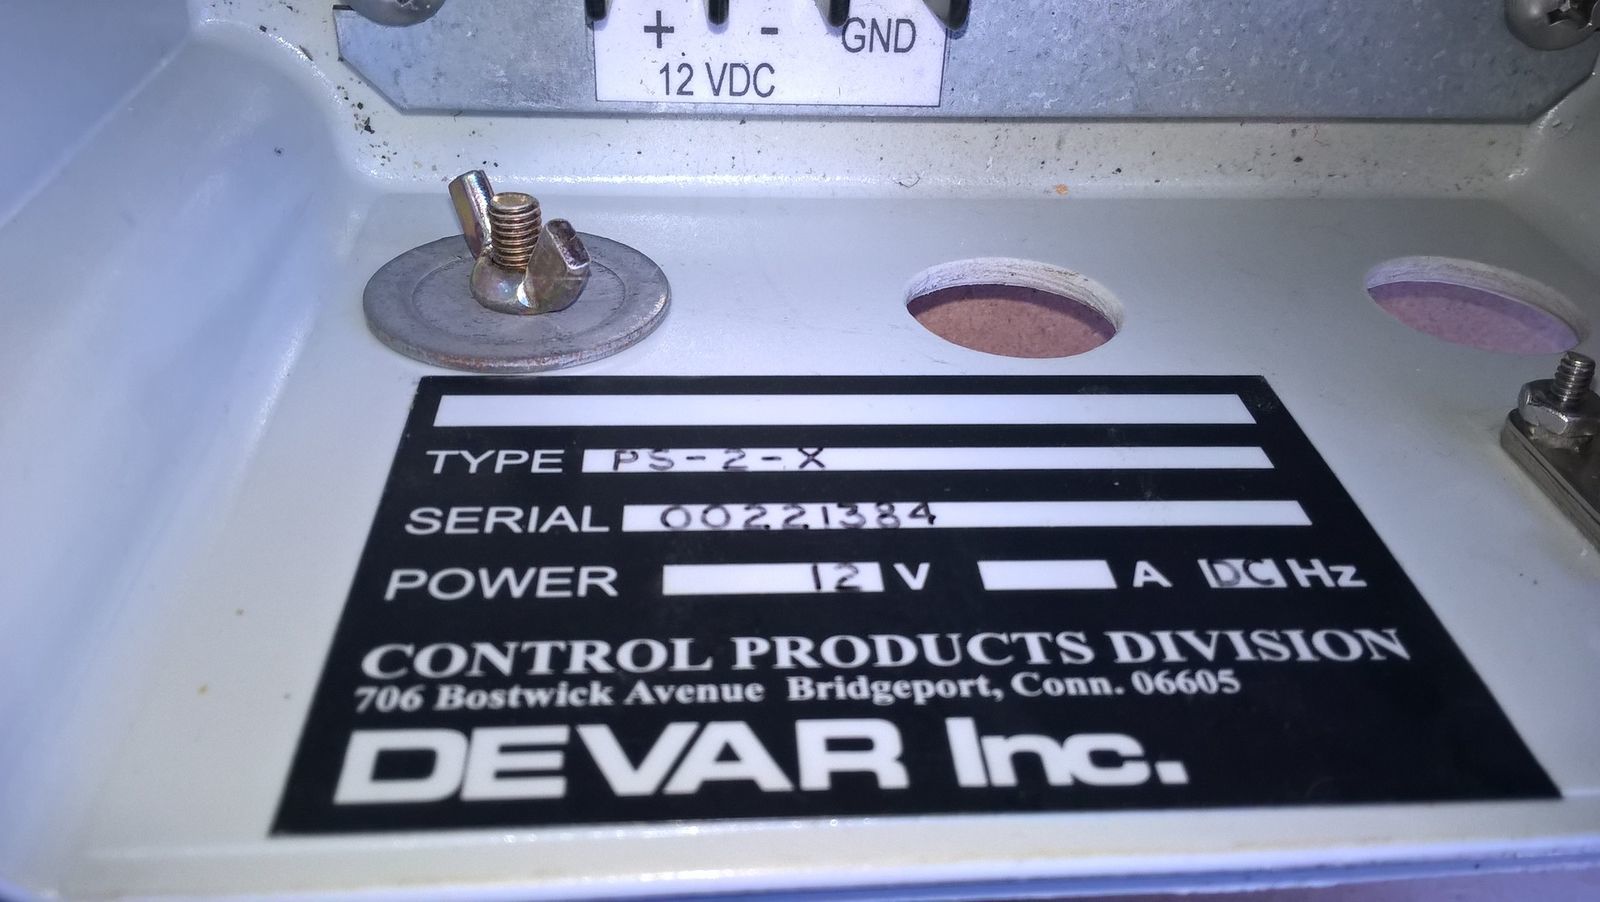 + - GND
12 VDC
TYPE PS-2-X
SERIAL 00221384
POWER 12 V A DC Hz
CONTROL PRODUCTS DIVISION
706 Bostwick Avenue Bridgeport, Conn. 06605
DEVAR Inc.